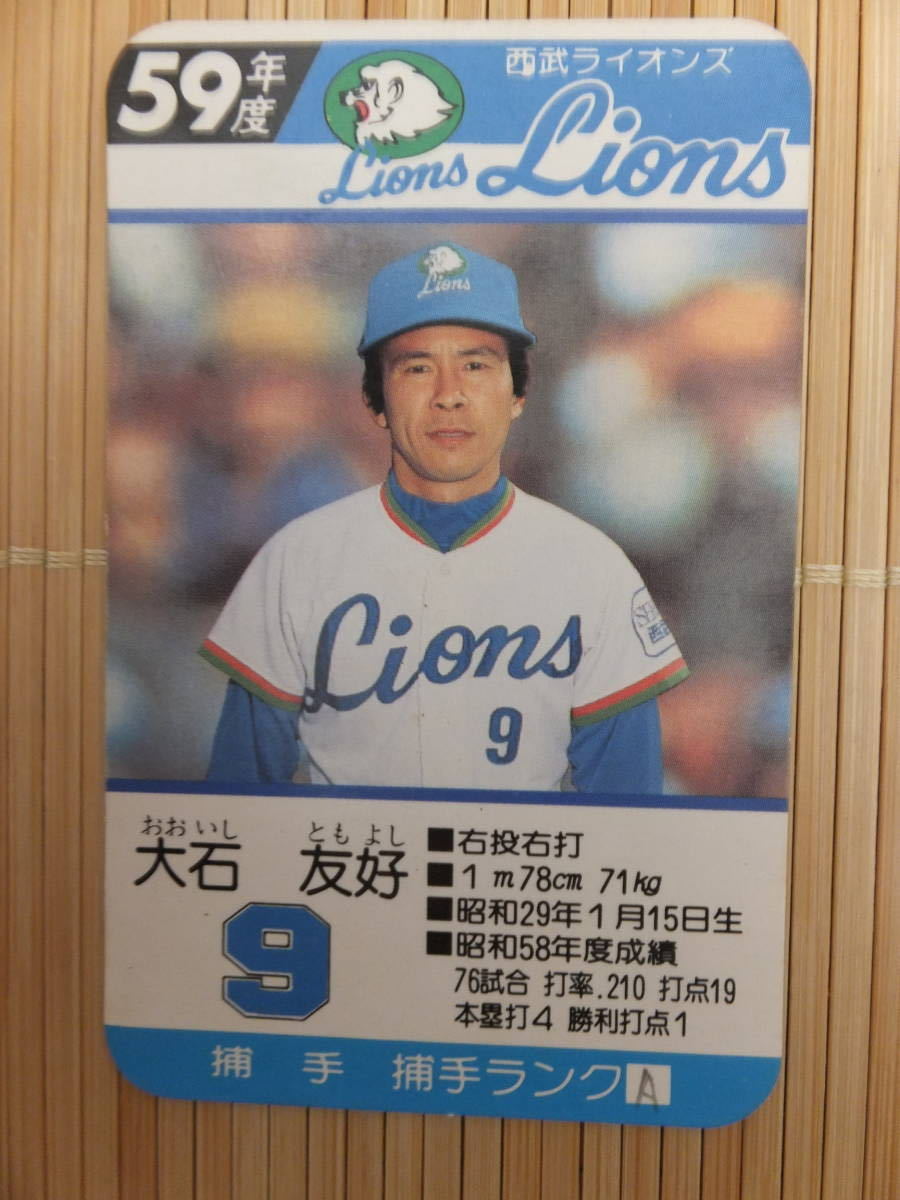 59年度
西武ライオンズ
Lions
Lions
Lions
Lions
9
おおいし ともよし
大石 友好
9
■右投右打
■1m78cm 71kg
■昭和29年1月15日生
■昭和58年度成績
76試合 打率.210 打点19
本塁打4 勝利打点1
捕手 捕手ランクA